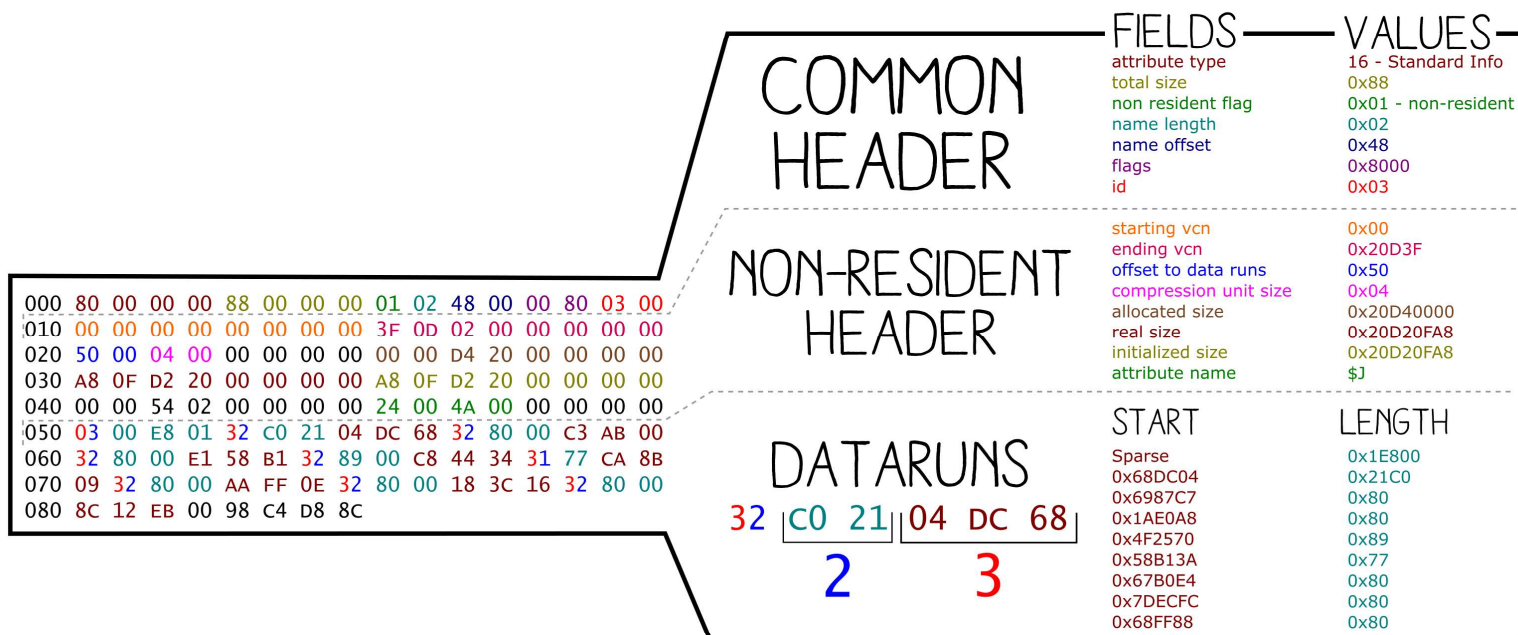 FIELDS VALUES
COMMON HEADER
attribute type 16 - Standard Info
total size 0x88
non resident flag 0x01 - non-resident
name length 0x02
name offset 0x48
flags 0x8000
id 0x03
NON-RESIDENT HEADER
starting vcn 0x00
ending vcn 0x20D3F
offset to data runs 0x50
compression unit size 0x04
allocated size 0x20D40000
real size 0x20D20FA8
initialized size 0x20D20FA8
attribute name $J
000 80 00 00 00 88 00 00 00 01 02 48 00 00 80 03 00
010 00 00 00 00 00 00 00 00 3F 0D 02 00 00 00 00 00
020 50 00 04 00 00 00 00 00 00 00 D4 20 00 00 00 00
030 A8 0F D2 20 00 00 00 00 A8 0F D2 20 00 00 00 00
040 00 00 54 02 00 00 00 00 24 00 4A 00 00 00 00 00
050 03 00 E8 01 32 C0 21 04 DC 68 32 80 00 C3 AB 00
060 32 80 00 E1 58 B1 32 89 00 C8 44 34 31 77 CA 8B
070 09 32 80 00 AA FF 0E 32 80 00 18 3C 16 32 80 00
080 8C 12 EB 00 98 C4 D8 8C
DATARUNS
32 C0 21 04 DC 68
2 3
START LENGTH
Sparse 0x1E800
0x68DC04 0x21C0
0x6987C7 0x80
0x1AE0A8 0x80
0x4F2570 0x89
0x58B13A 0x77
0x67B0E4 0x80
0x7DECFC 0x80
0x68FF88 0x80